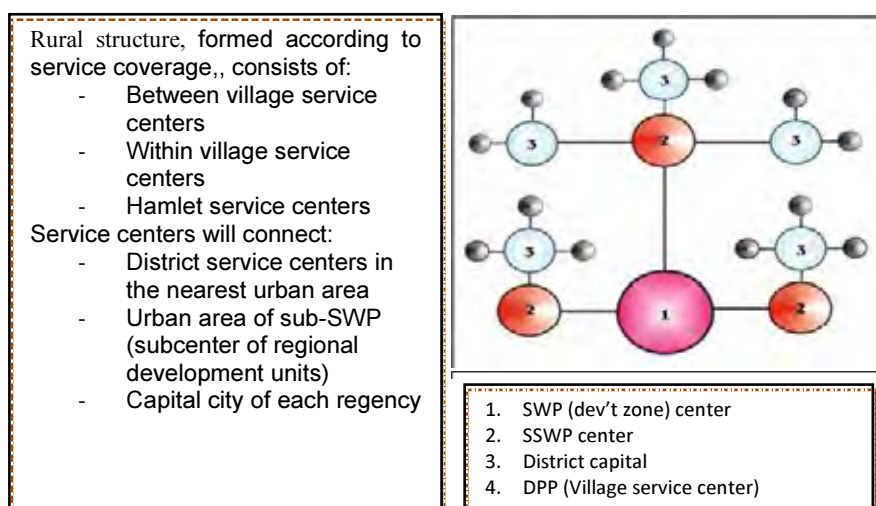 Rural structure, formed according to
service coverage,, consists of:
- Between village service
centers
- Within village service
centers
- Hamlet service centers
Service centers will connect:
- District service centers in
the nearest urban area
- Urban area of sub-SWP
(subcenter of regional
development units)
- Capital city of each regency
3
3
2
3
3
3
2
1
2
1. SWP (dev't zone) center
2. SSWP center
3. District capital
4. DPP (Village service center)